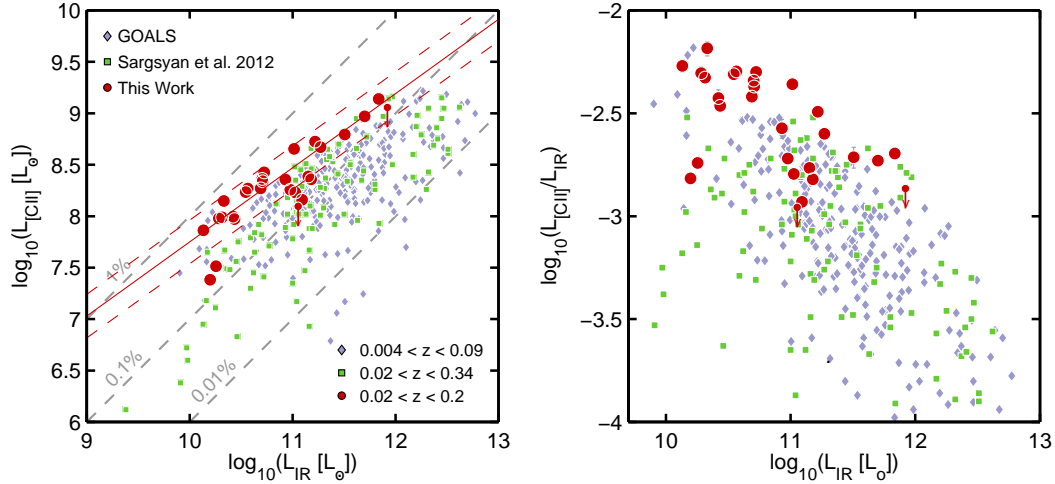 10
9.5
9
8.5
8
7.5
7
6.5
6
log₁₀(L[CII] [L⊙])
GOALS
Sargsyan et al. 2012
This Work
1%
0.1%
0.01%
0.004 < z < 0.09
0.02 < z < 0.34
0.02 < z < 0.2
9
10
11
12
13
log₁₀(L_IR [L⊙])
−2
−2.5
−3
−3.5
−4
log₁₀(L[CII]/L_IR)
10
11
12
13
log₁₀(L_IR [Lₒ])